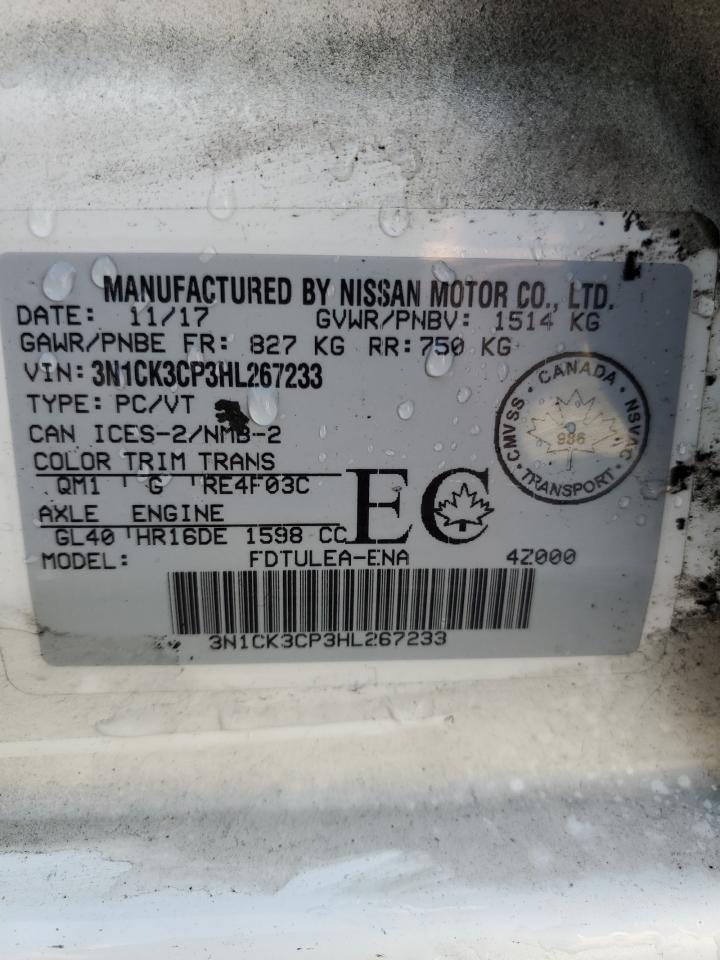 MANUFACTURED BY NISSAN MOTOR CO., LTD.
DATE: 11/17 GVWR/PNBV: 1514 KG
GAWR/PNBE FR: 827 KG RR: 750 KG
VIN: 3N1CK3CP3HL267233
TYPE: PC/VT
CAN ICES-2/NMB-2
COLOR TRIM TRANS
QM1 G RE4F03C
AXLE ENGINE
GL40 HR16DE 1598 CC
EC
MODEL: FDTULEA-ENA 4Z000
3N1CK3CP3HL267233
CANADA
CMVSS NSVAC
986
TRANSPORT